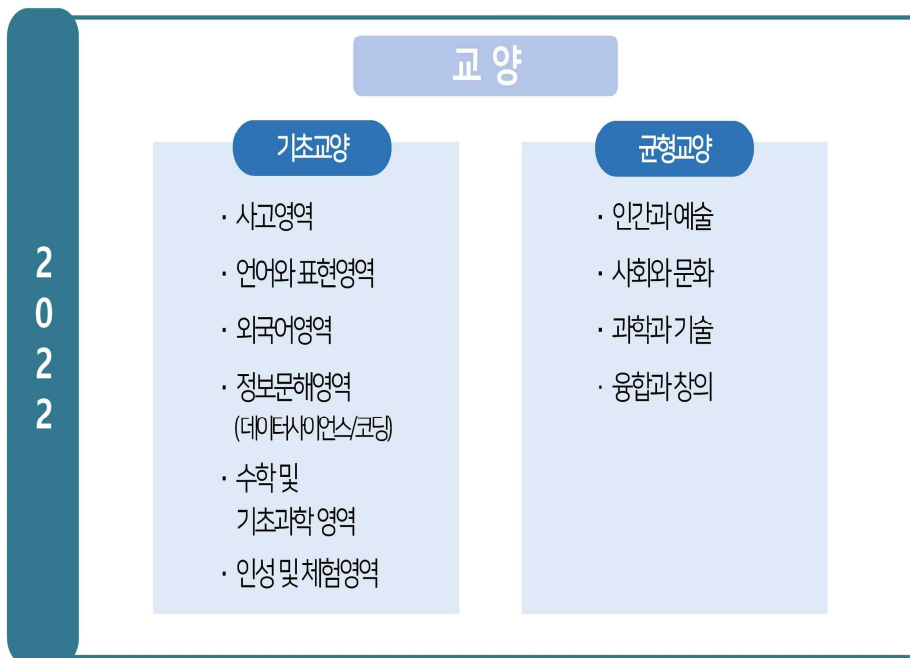 2022
교 양
기초교양
· 사고영역
· 언어와 표현영역
· 외국어영역
· 정보문해영역
(데이터사이언스/코딩)
· 수학 및
기초과학 영역
· 인성 및 체험영역
균형교양
· 인간과 예술
· 사회와 문화
· 과학과 기술
· 융합과 창의